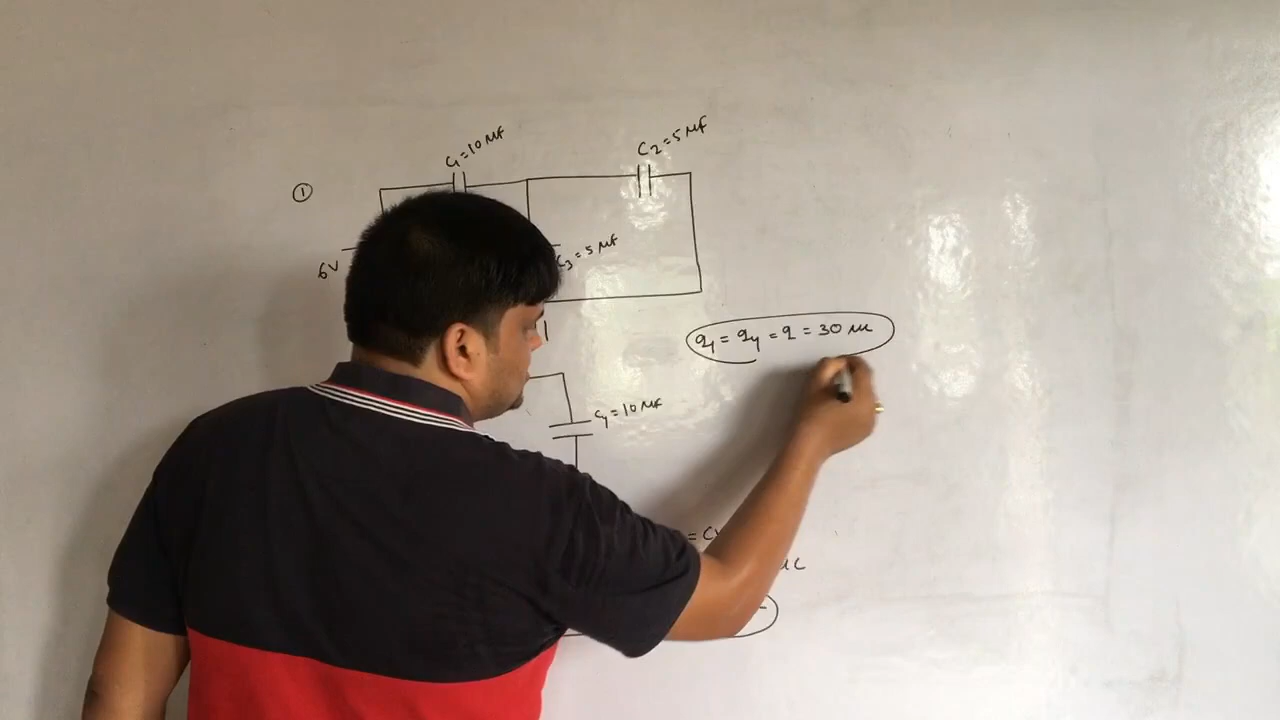 ①
C1 = 10 μf
C2 = 5 μf
6V
C3 = 5 μf
q1 = q4 = q = 30 μc
C4 = 10 μf
= CV
μC